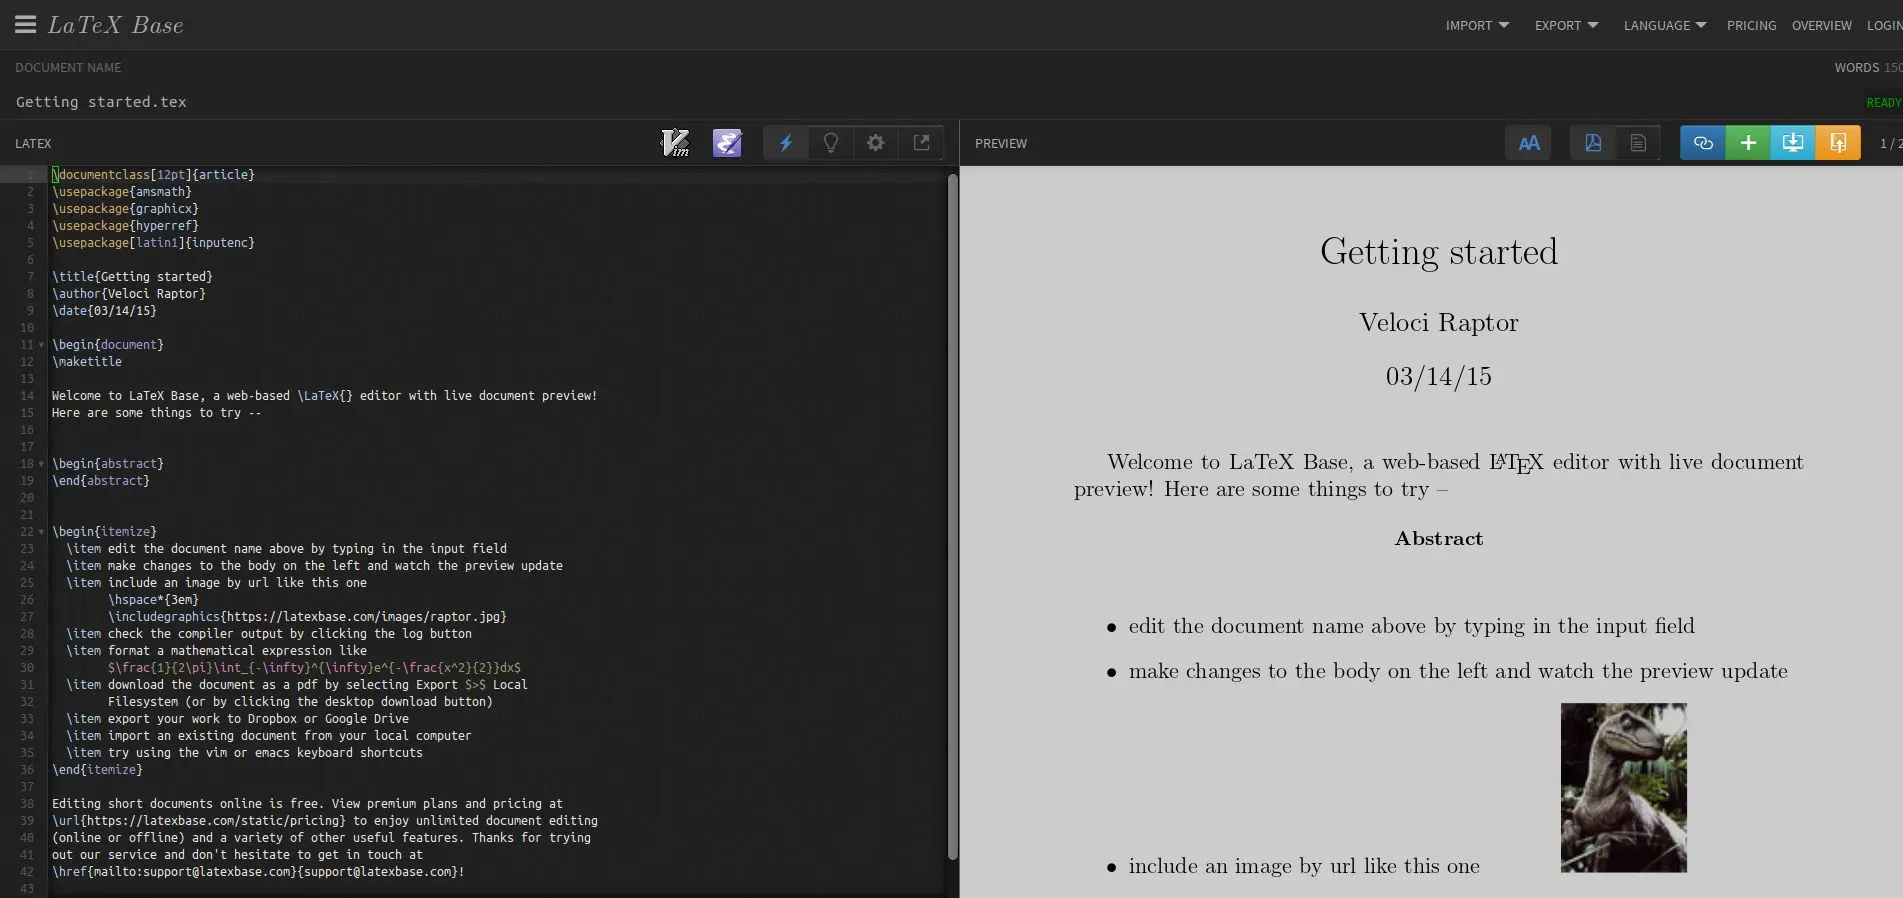 LaTeX Base
IMPORT EXPORT LANGUAGE PRICING OVERVIEW LOGIN
DOCUMENT NAME
WORDS 150
Getting started.tex
READY
LATEX
Vim
PREVIEW
AA
1 / 2
1 \documentclass[12pt]{article}
2 \usepackage{amsmath}
3 \usepackage{graphicx}
4 \usepackage{hyperref}
5 \usepackage[latin1]{inputenc}
6
7 \title{Getting started}
8 \author{Veloci Raptor}
9 \date{03/14/15}
10
11 \begin{document}
12 \maketitle
13
14 Welcome to LaTeX Base, a web-based \LaTeX{} editor with live document preview!
15 Here are some things to try --
16
17
18 \begin{abstract}
19 \end{abstract}
20
21
22 \begin{itemize}
23 \item edit the document name above by typing in the input field
24 \item make changes to the body on the left and watch the preview update
25 \item include an image by url like this one
26 \hspace*{3em}
27 \includegraphics{https://latexbase.com/images/raptor.jpg}
28 \item check the compiler output by clicking the log button
29 \item format a mathematical expression like
30 $\frac{1}{2\pi}\int_{-\infty}^{\infty}e^{-\frac{x^2}{2}}dx$
31 \item download the document as a pdf by selecting Export $>$ Local
32 Filesystem (or by clicking the desktop download button)
33 \item export your work to Dropbox or Google Drive
34 \item import an existing document from your local computer
35 \item try using the vim or emacs keyboard shortcuts
36 \end{itemize}
37
38 Editing short documents online is free. View premium plans and pricing at
39 \url{https://latexbase.com/static/pricing} to enjoy unlimited document editing
40 (online or offline) and a variety of other useful features. Thanks for trying
41 out our service and don't hesitate to get in touch at
42 \href{mailto:support@latexbase.com}{support@latexbase.com}!
43
Getting started
Veloci Raptor
03/14/15
Welcome to LaTeX Base, a web-based LATEX editor with live document
preview! Here are some things to try –
Abstract
• edit the document name above by typing in the input field
• make changes to the body on the left and watch the preview update
• include an image by url like this one